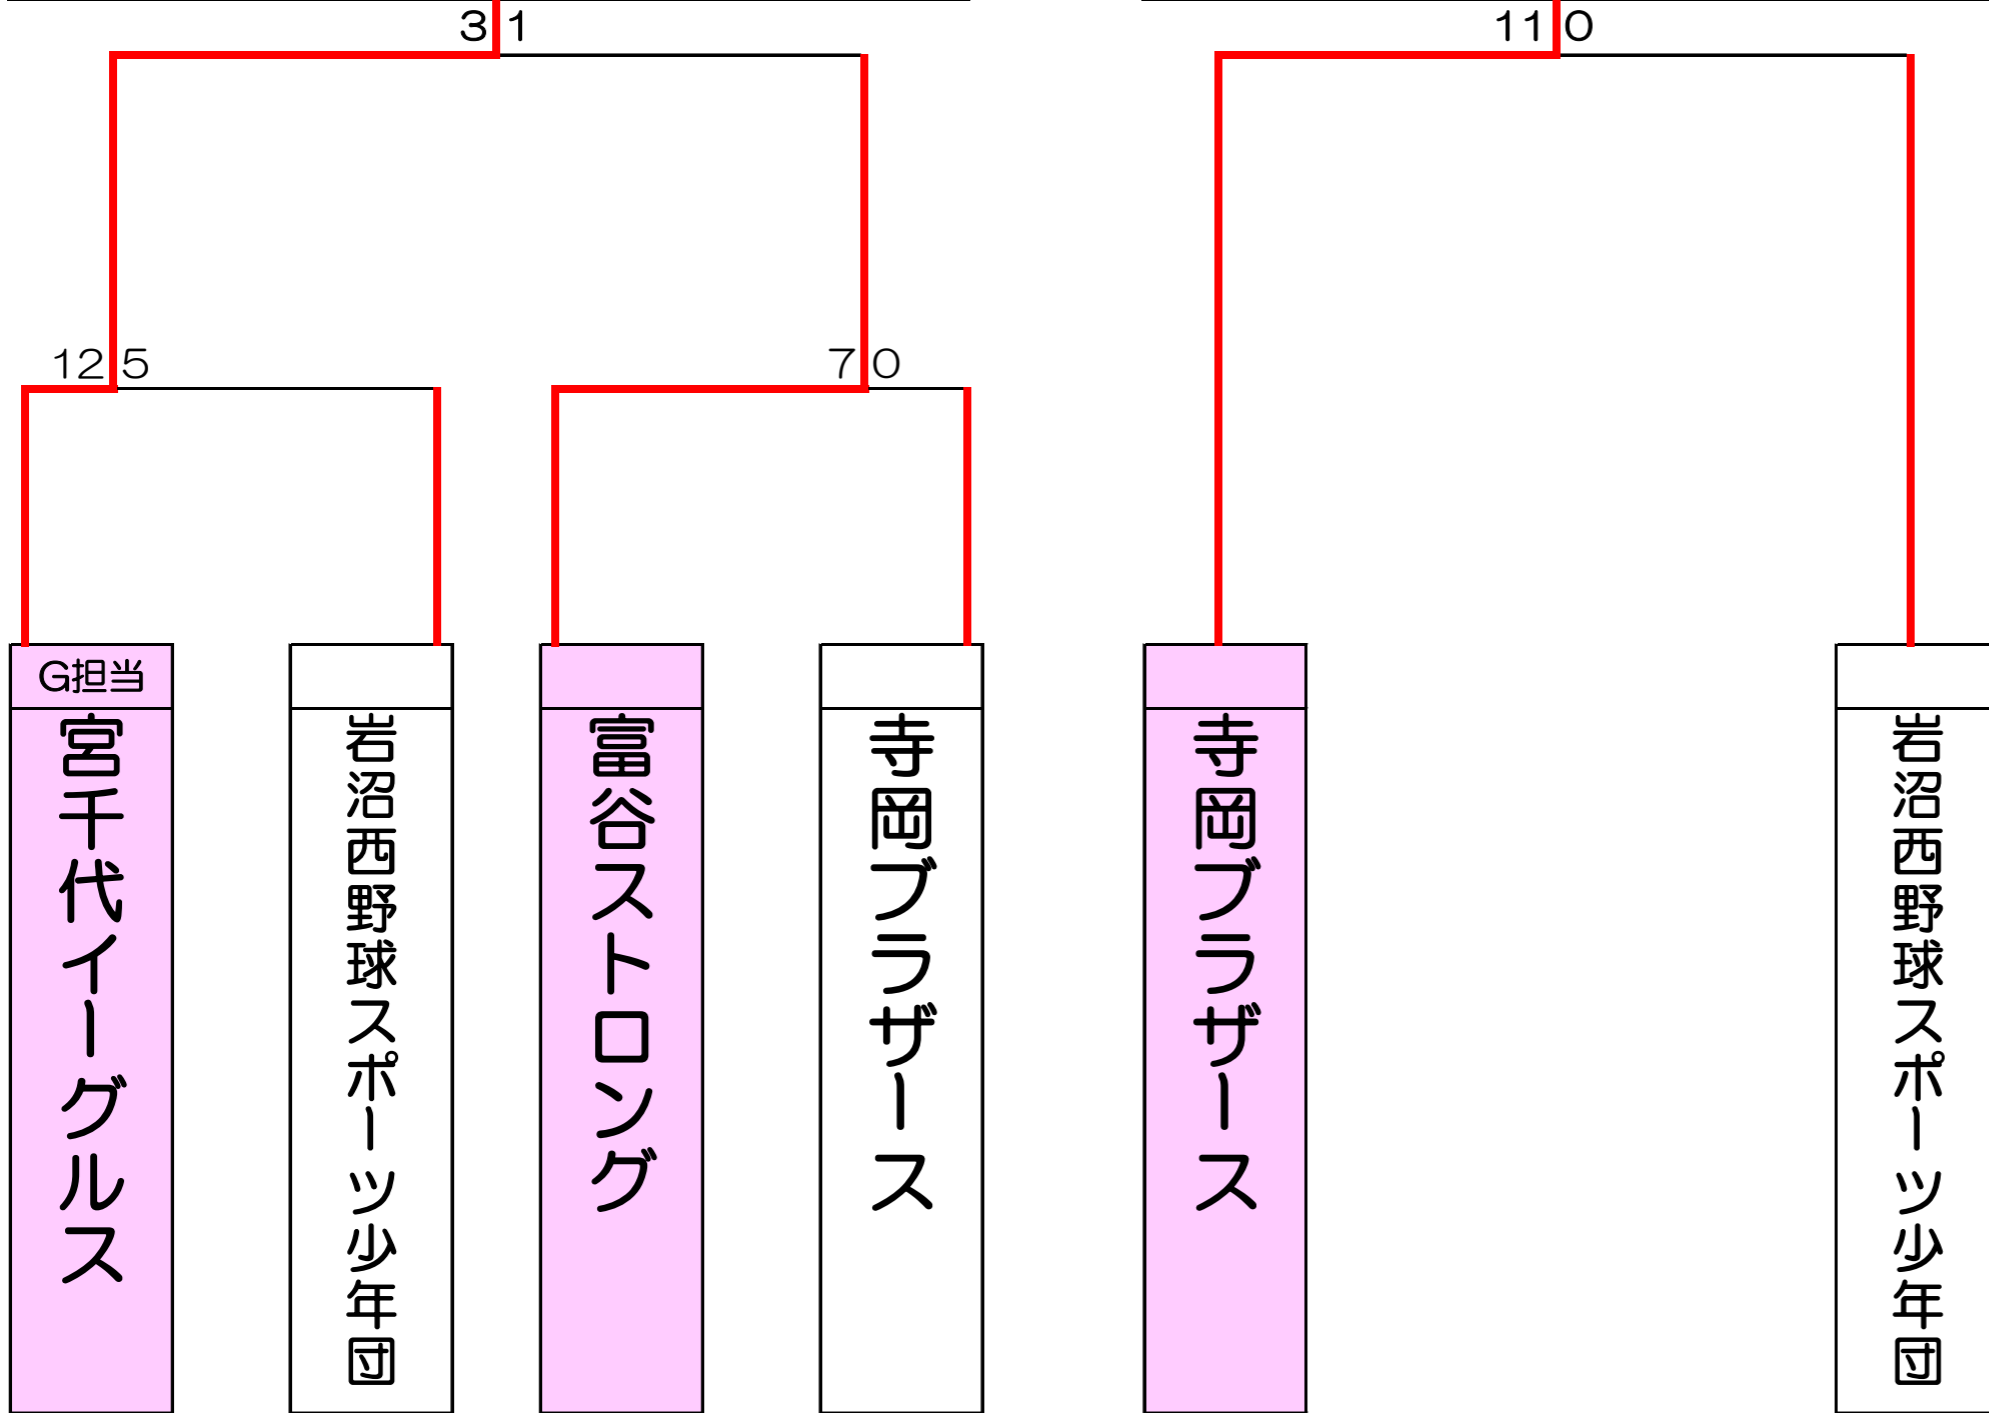 3 1
11 0
12 5
7 0
G担当
宮千代イーグルス
岩沼西野球スポーツ少年団
富谷ストロング
寺岡ブラザース
寺岡ブラザース
岩沼西野球スポーツ少年団